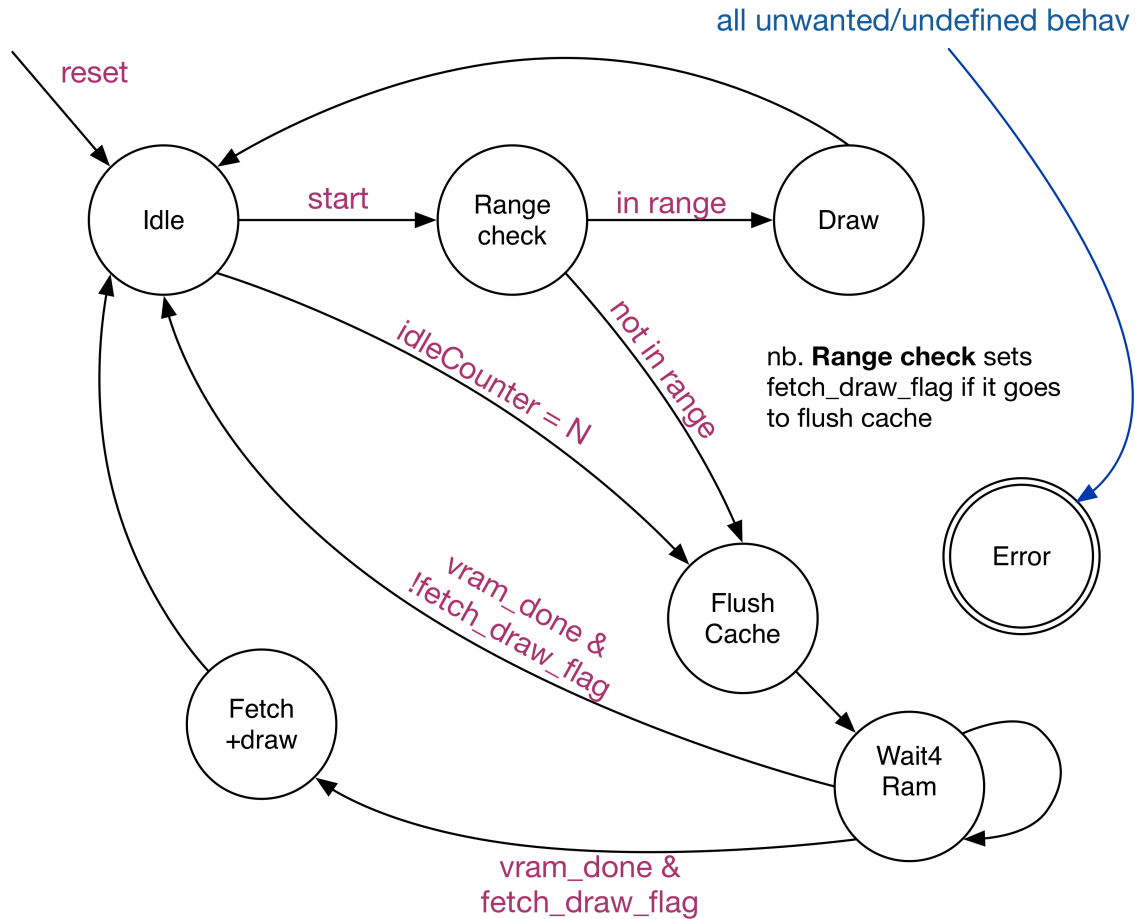 all unwanted/undefined behav
reset
Idle
start
Range
check
in range
Draw
idleCounter = N
not in range
nb. Range check sets
fetch_draw_flag if it goes
to flush cache
Error
vram_done &
!fetch_draw_flag
Flush
Cache
Fetch
+draw
Wait4
Ram
vram_done &
fetch_draw_flag